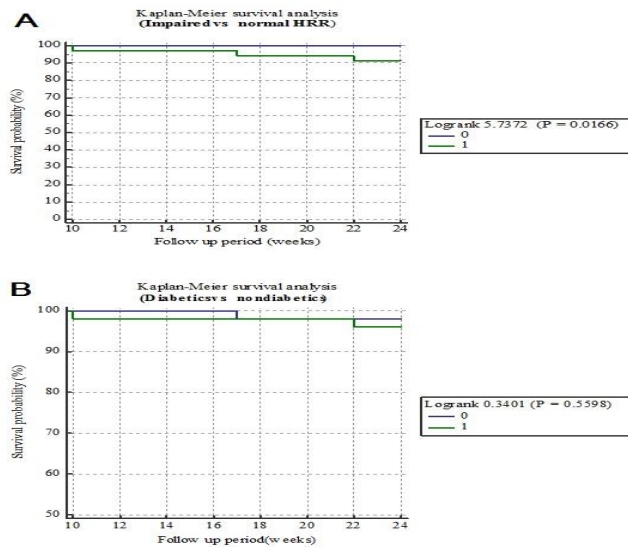 A
Kaplan-Meier survival analysis
(Impaired vs normal HRR)
Survival probability (%)
100
90
80
70
60
50
40
30
20
10
0
10 12 14 16 18 20 22 24
Follow up period (weeks)
Logrank 5.7372 (P = 0.0166)
0
1
B
Kaplan-Meier survival analysis
(Diabeticsvs nondiabetics)
Survival probability (%)
100
90
80
70
60
50
10 12 14 16 18 20 22 24
Follow up period(weeks)
Logrank 0.3401 (P = 0.5598)
0
1